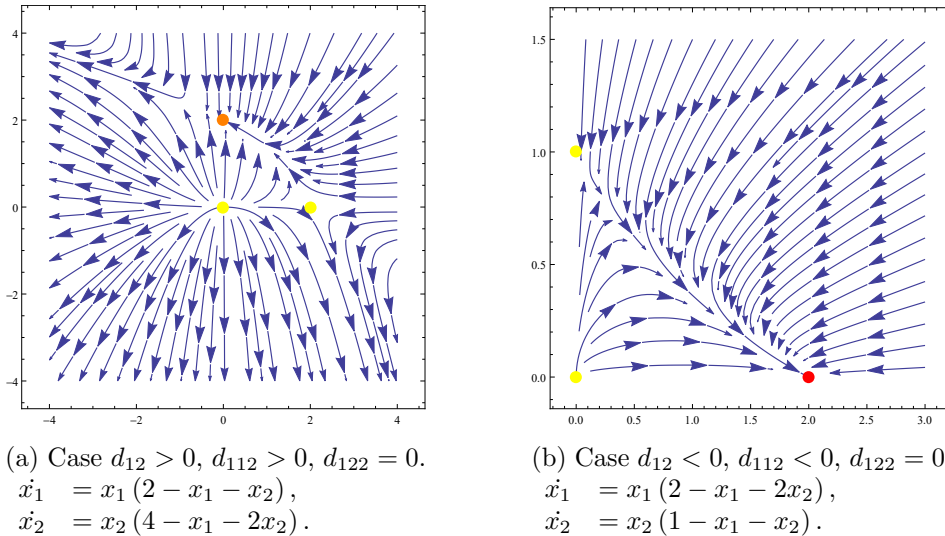 4
2
0
−2
−4
−4 −2 0 2 4
1.5
1.0
0.5
0.0
0.0 0.5 1.0 1.5 2.0 2.5 3.0
(a) Case d₁₂ > 0, d₁₁₂ > 0, d₁₂₂ = 0.
ẋ₁ = x₁ (2 − x₁ − x₂) ,
ẋ₂ = x₂ (4 − x₁ − 2x₂) .
(b) Case d₁₂ < 0, d₁₁₂ < 0, d₁₂₂ = 0
ẋ₁ = x₁ (2 − x₁ − 2x₂) ,
ẋ₂ = x₂ (1 − x₁ − x₂) .